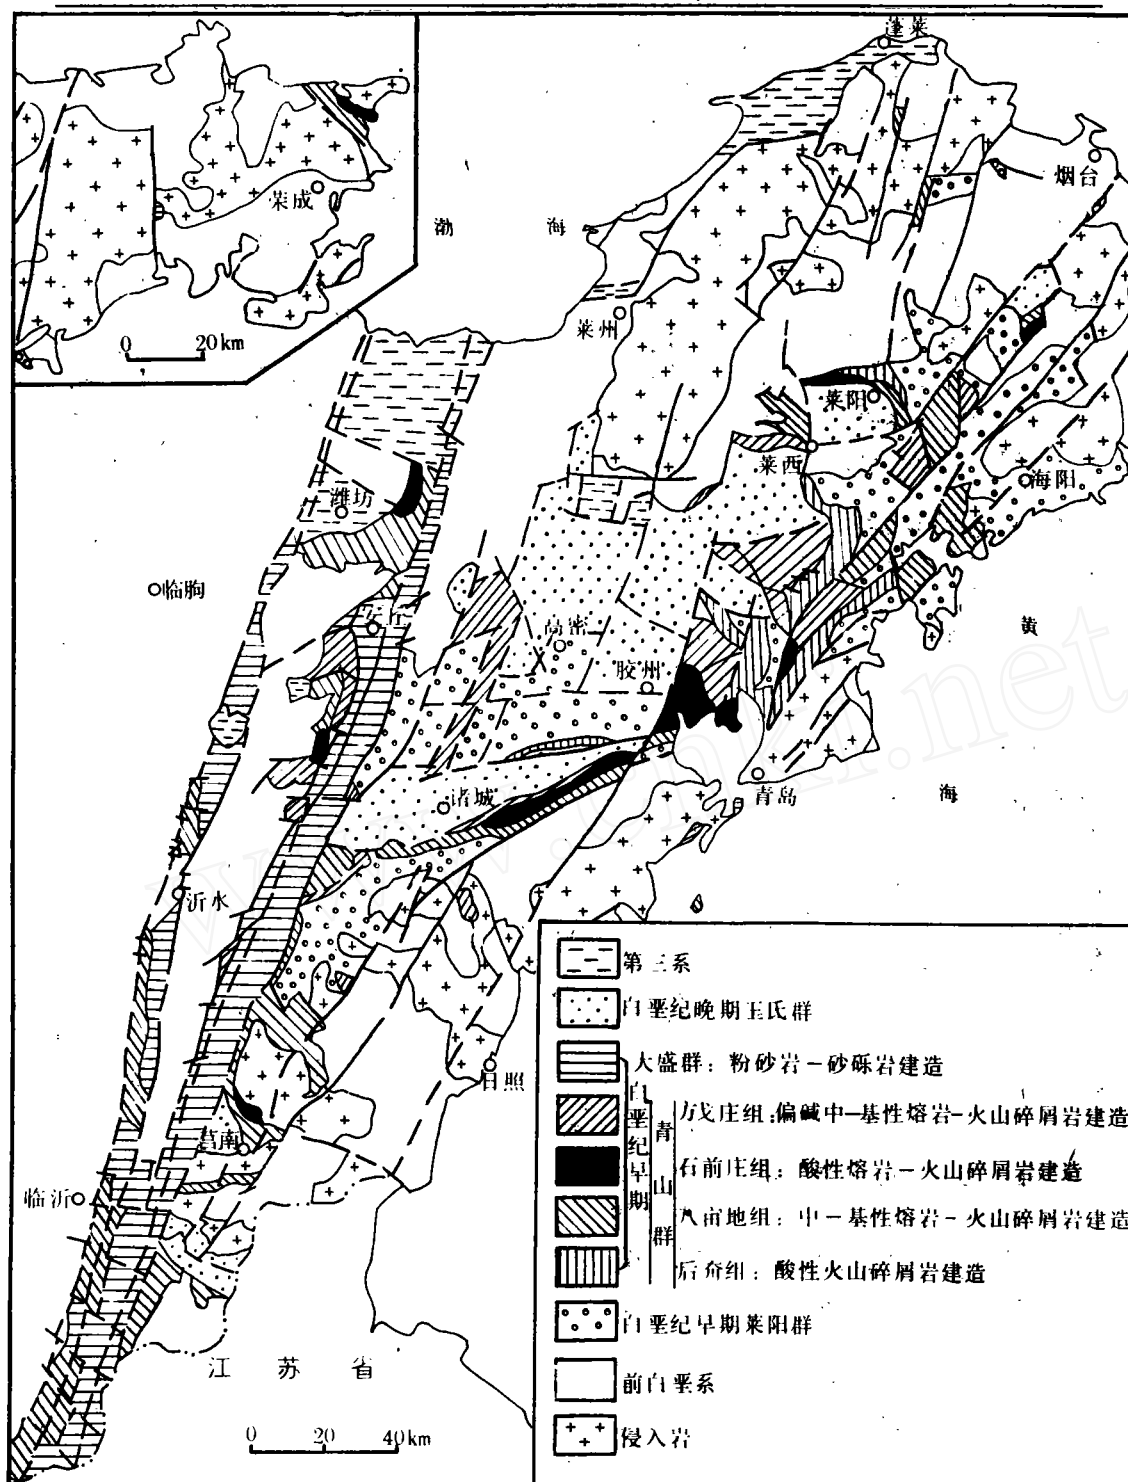 蓬莱
烟台
荣成
渤 海
0 20km
莱州
莱阳
莱西
海阳
潍坊
临朐
安丘
高密
胶州
黄
海
青岛
诸城
沂水
日照
莒南
临沂
江 苏 省
0 20 40km
第三系
白垩纪晚期王氏群
白垩纪早期
青山群
大盛群：粉砂岩－砂砾岩建造
方戈庄组：偏碱中－基性熔岩－火山碎屑岩建造
石前庄组：酸性熔岩－火山碎屑岩建造
八亩地组：中－基性熔岩－火山碎屑岩建造
后夼组：酸性火山碎屑岩建造
白垩纪早期莱阳群
前白垩系
侵入岩
www.cnki.net